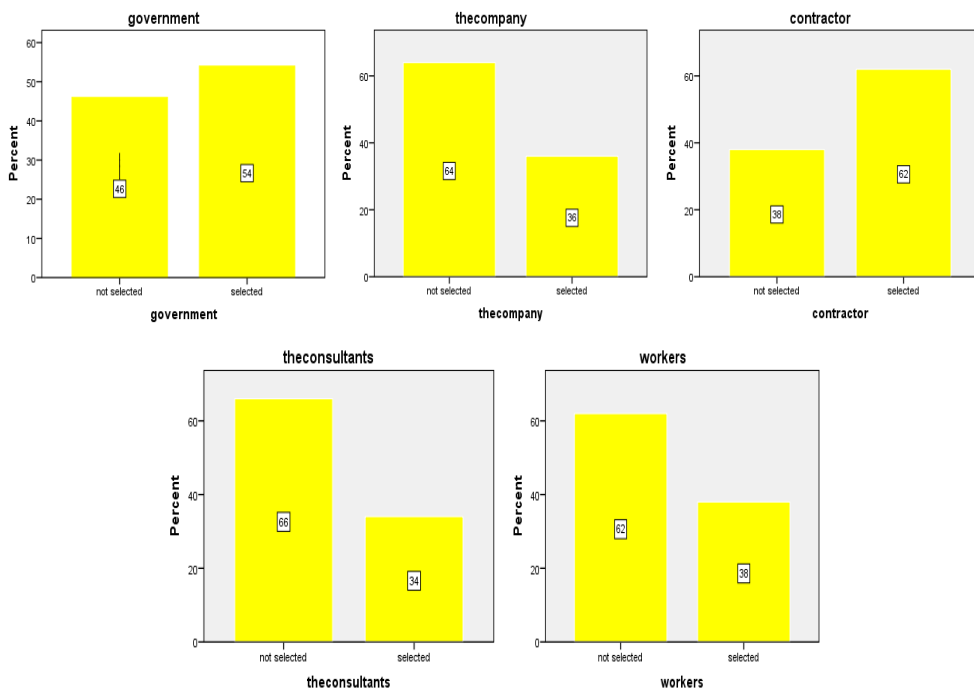 government
Percent
60
50
40
30
20
10
0
46
54
not selected
selected
government
thecompany
Percent
60
40
20
0
64
36
not selected
selected
thecompany
contractor
Percent
60
40
20
0
38
62
not selected
selected
contractor
theconsultants
Percent
60
40
20
0
66
34
not selected
selected
theconsultants
workers
Percent
60
40
20
0
62
38
not selected
selected
workers